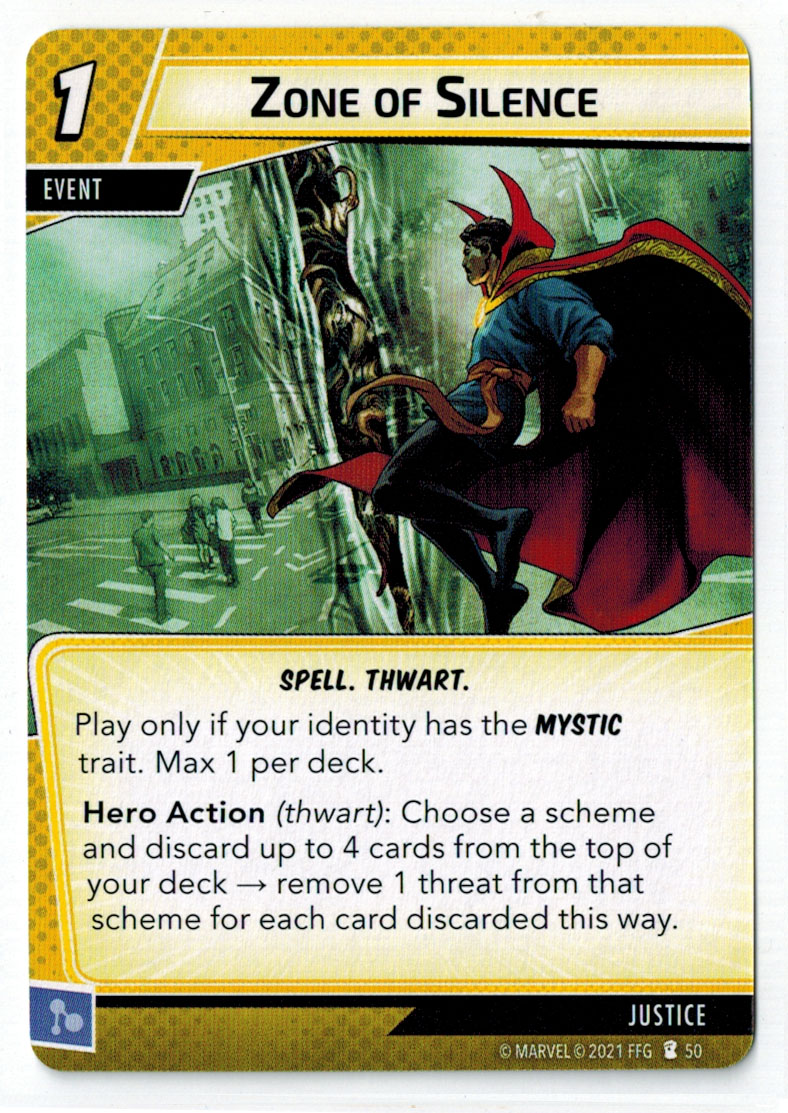 1
ZONE OF SILENCE
EVENT
SPELL. THWART.
Play only if your identity has the MYSTIC
trait. Max 1 per deck.
Hero Action (thwart): Choose a scheme
and discard up to 4 cards from the top of
your deck → remove 1 threat from that
scheme for each card discarded this way.
JUSTICE
© MARVEL © 2021 FFG 50